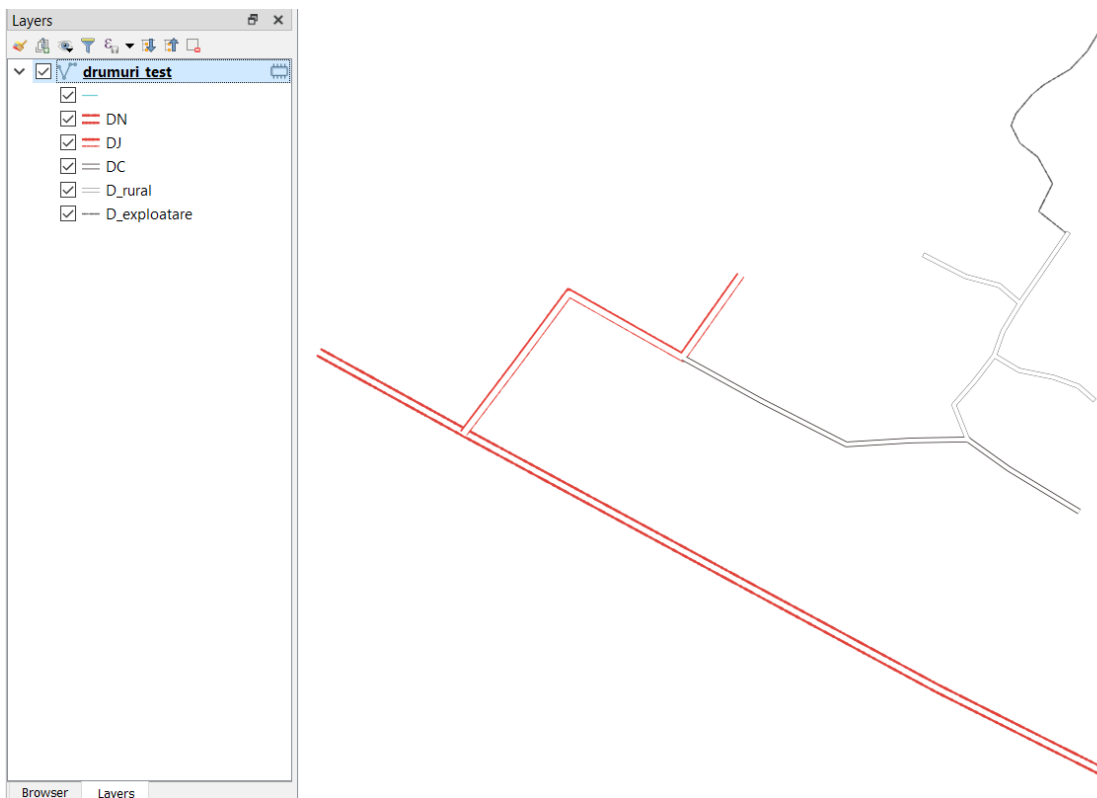 Layers
drumuri_test
DN
DJ
DC
D_rural
D_exploatare
Browser Layers